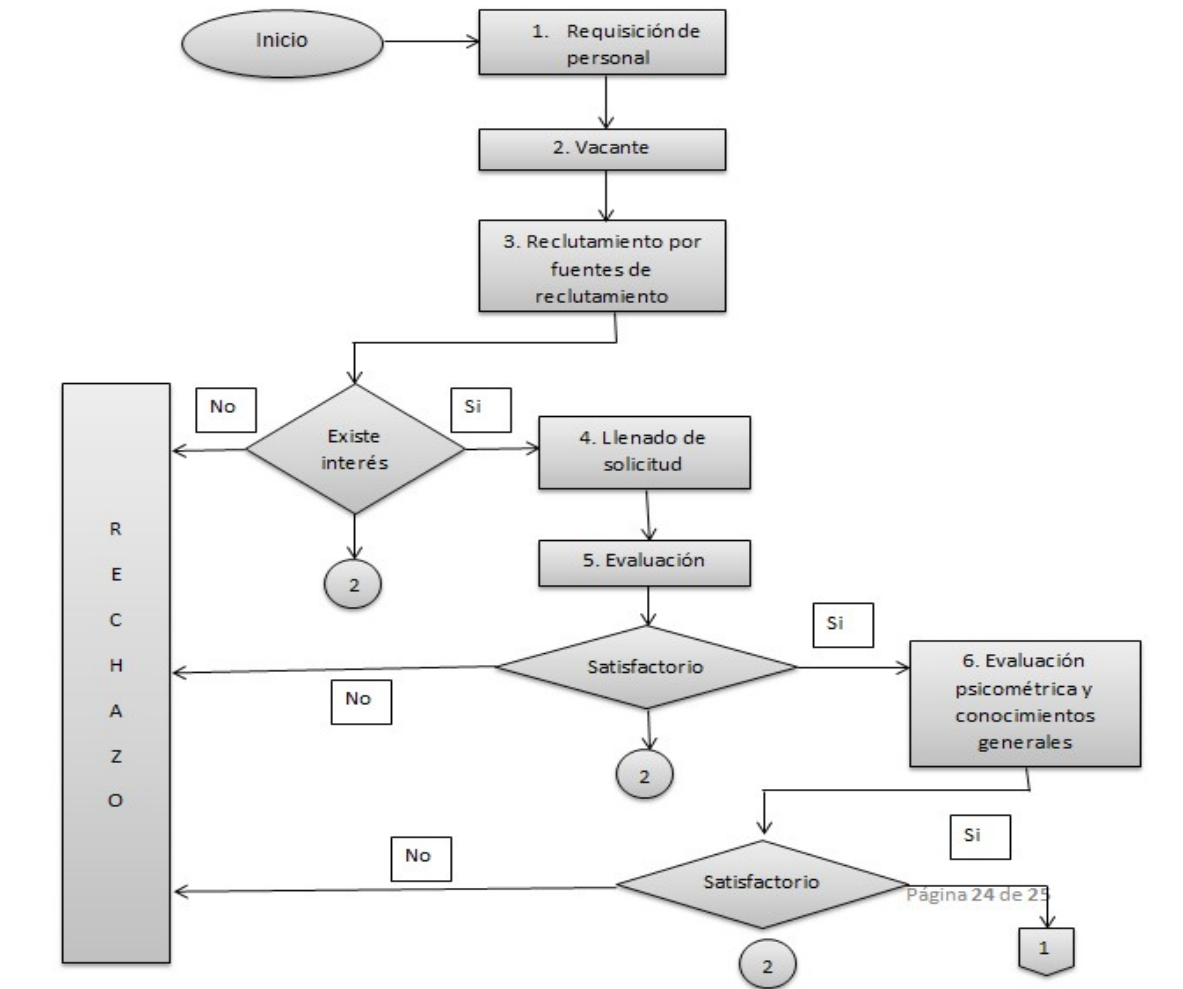 Inicio
1. Requisición de
personal
2. Vacante
3. Reclutamiento por
fuentes de
reclutamiento
No
Si
Existe
interés
4. Llenado de
solicitud
2
5. Evaluación
Si
Satisfactorio
No
6. Evaluación
psicométrica y
conocimientos
generales
2
R
E
C
H
A
Z
O
No
Si
Satisfactorio
Página 24 de 25
2
1